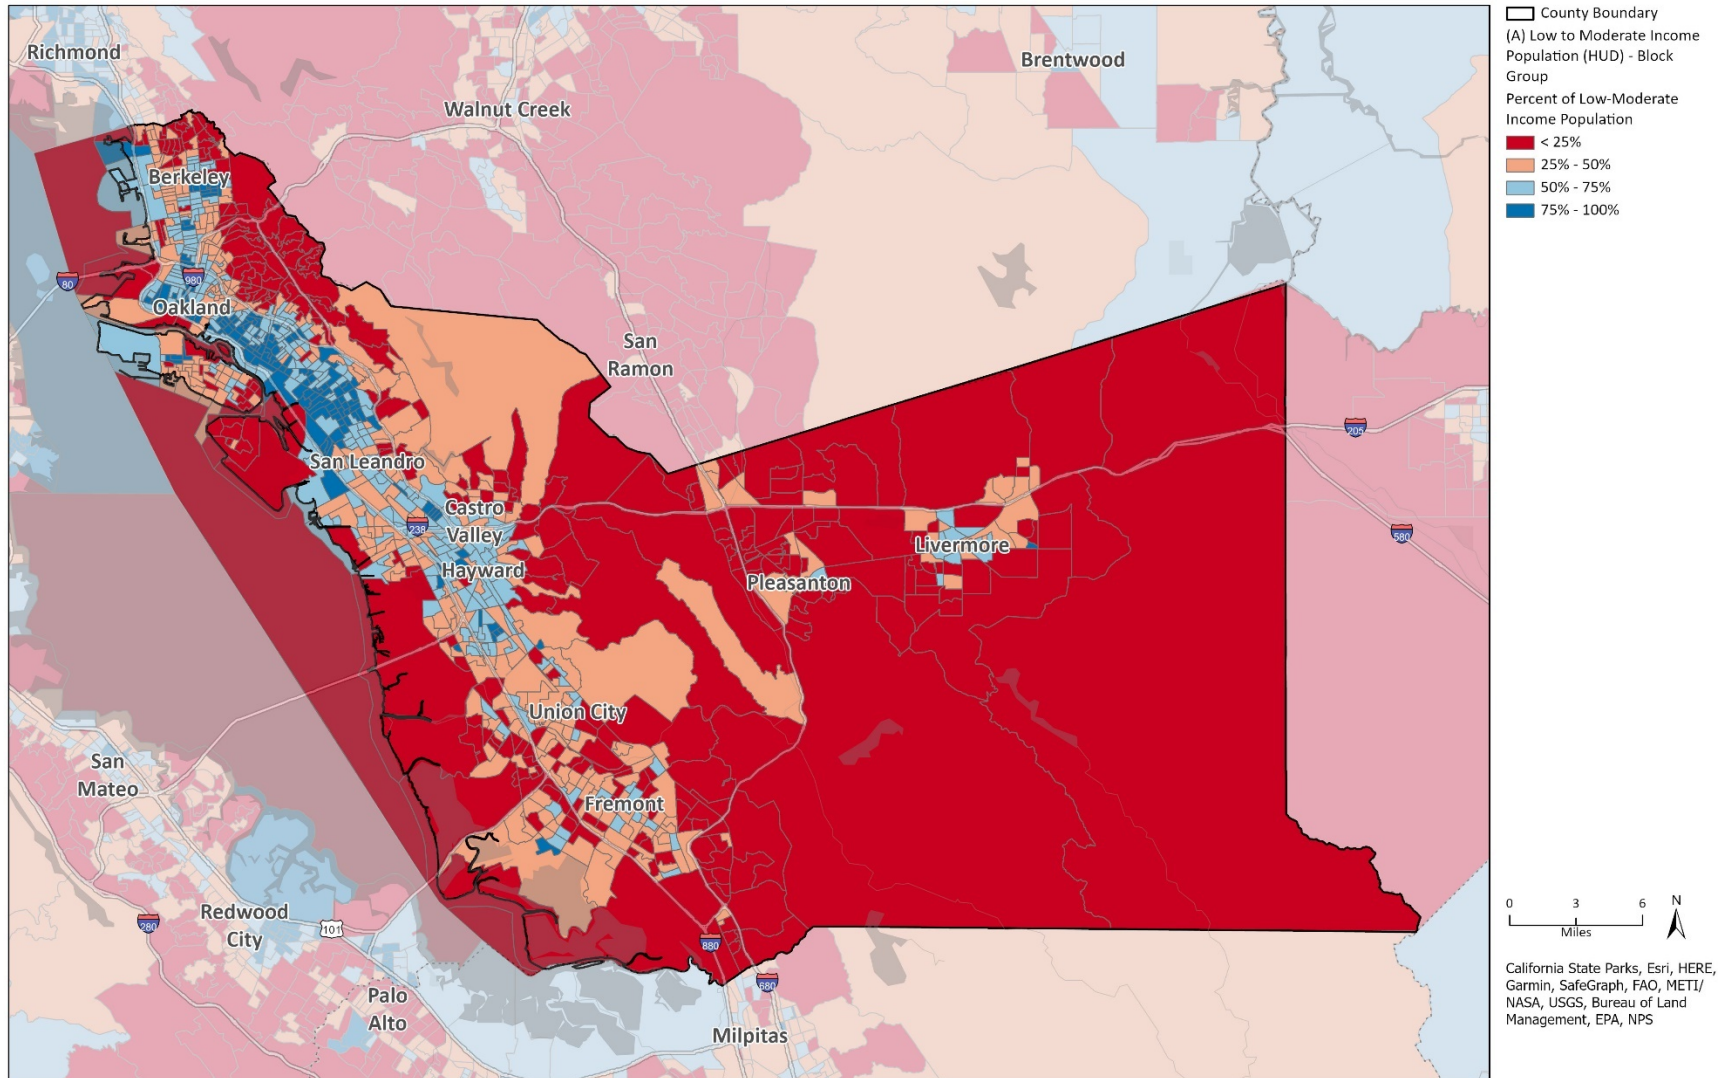 Richmond
Walnut Creek
Brentwood
Berkeley
80
980
Oakland
San
Ramon
205
San Leandro
Castro
Valley
238
580
Livermore
Hayward
Pleasanton
Union City
San
Mateo
Fremont
Redwood
City
280
101
880
680
Palo
Alto
Milpitas
County Boundary
(A) Low to Moderate Income
Population (HUD) - Block
Group
Percent of Low-Moderate
Income Population
< 25%
25% - 50%
50% - 75%
75% - 100%
0 3 6
Miles
N
California State Parks, Esri, HERE,
Garmin, SafeGraph, FAO, METI/
NASA, USGS, Bureau of Land
Management, EPA, NPS